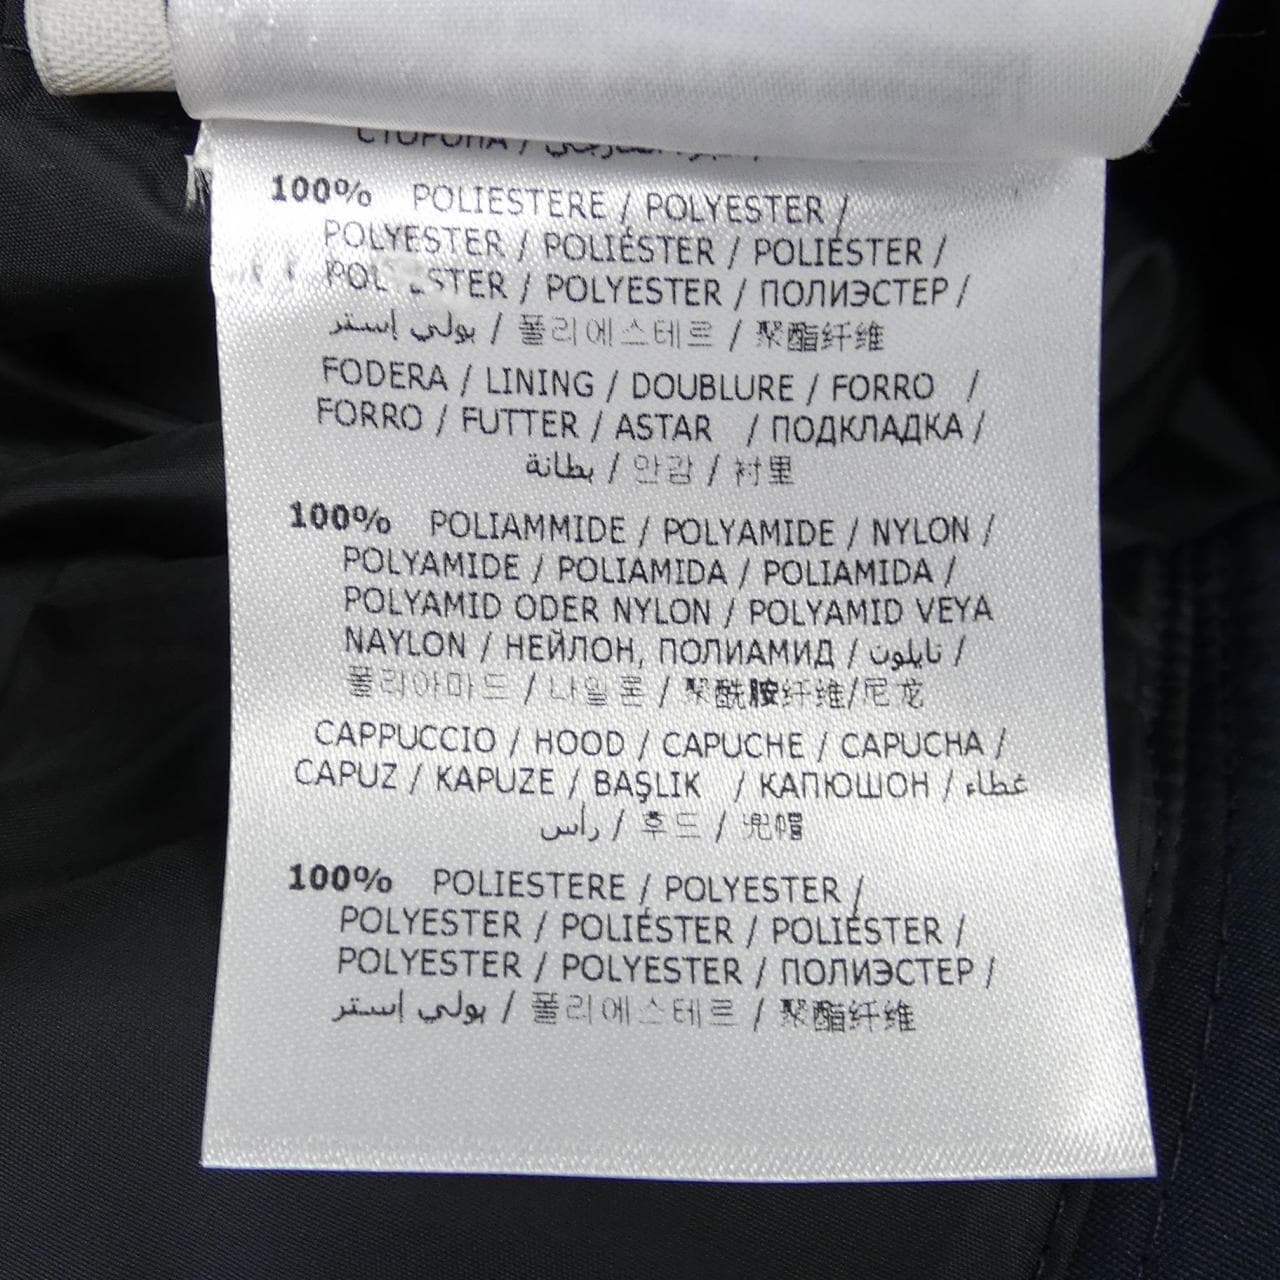 СТОРОНА /
100% POLIESTERE / POLYESTER /
POLYESTER / POLIÉSTER / POLIÉSTER /
POLYESTER / POLYESTER / ПОЛИЭСТЕР /
بولي إستر / 폴리에스테르 / 聚酯纤维
FODERA / LINING / DOUBLURE / FORRO /
FORRO / FUTTER / ASTAR / ПОДКЛАДКА /
بطانة / 안감 / 衬里
100% POLIAMMIDE / POLYAMIDE / NYLON /
POLYAMIDE / POLIAMIDA / POLIAMIDA /
POLYAMID ODER NYLON / POLYAMID VEYA
NAYLON / НЕЙЛОН, ПОЛИАМИД / نايلون /
폴리아마드 / 나일론 / 聚酰胺纤维/尼龙
CAPPUCCIO / HOOD / CAPUCHE / CAPUCHA /
CAPUZ / KAPUZE / BAŞLIK / КАПЮШОН / غطاء
رأس / 후드 / 兜帽
100% POLIESTERE / POLYESTER /
POLYESTER / POLIÉSTER / POLIÉSTER /
POLYESTER / POLYESTER / ПОЛИЭСТЕР /
بولي إستر / 폴리에스테르 / 聚酯纤维